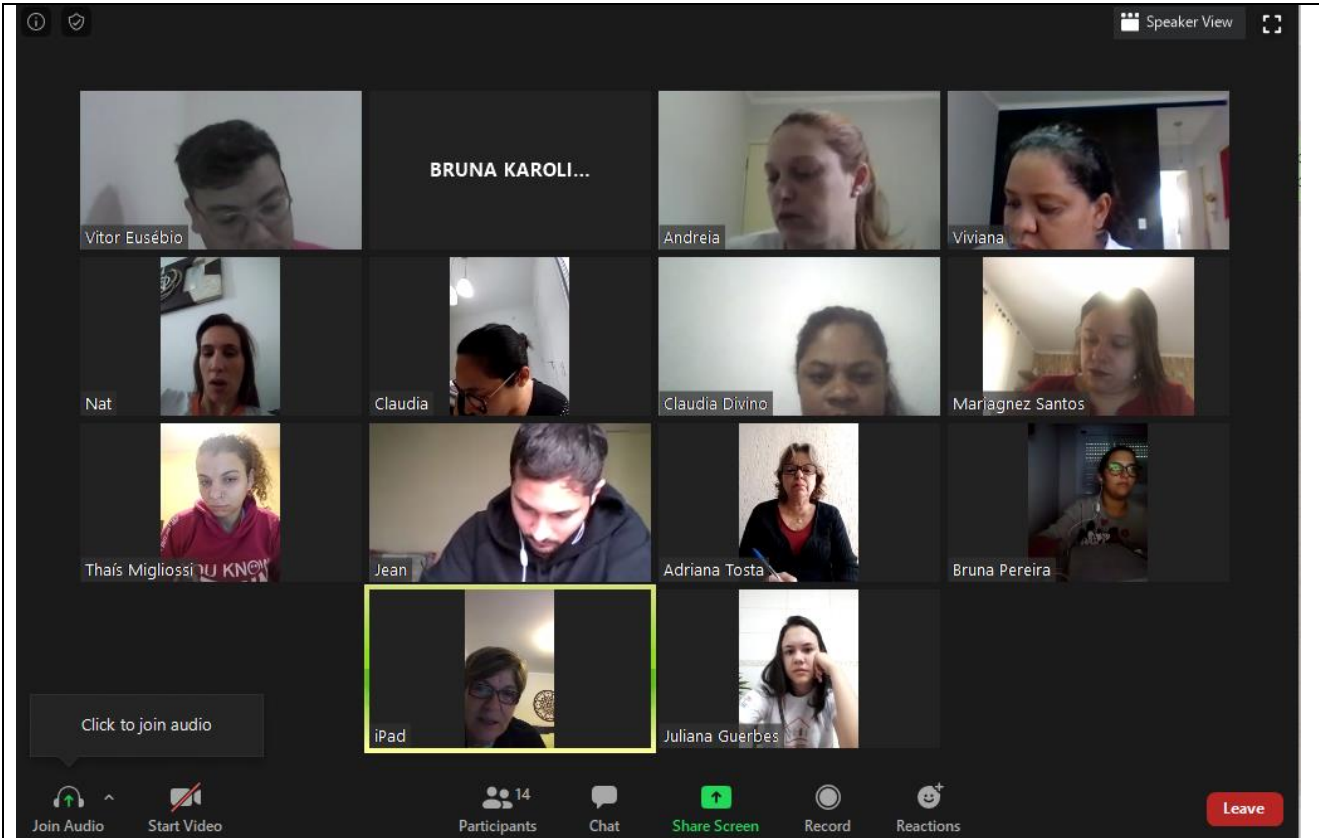 Speaker View
BRUNA KAROLI...
Vitor Eusébio
Andreia
Viviana
Nat
Claudia
Claudia Divino
Mariagnez Santos
OU KNOW
Thaís Migliossi
Jean
Adriana Tosta
Bruna Pereira
Click to join audio
iPad
Juliana Guerbes
14
Join Audio
Start Video
Participants
Chat
Share Screen
Record
Reactions
Leave